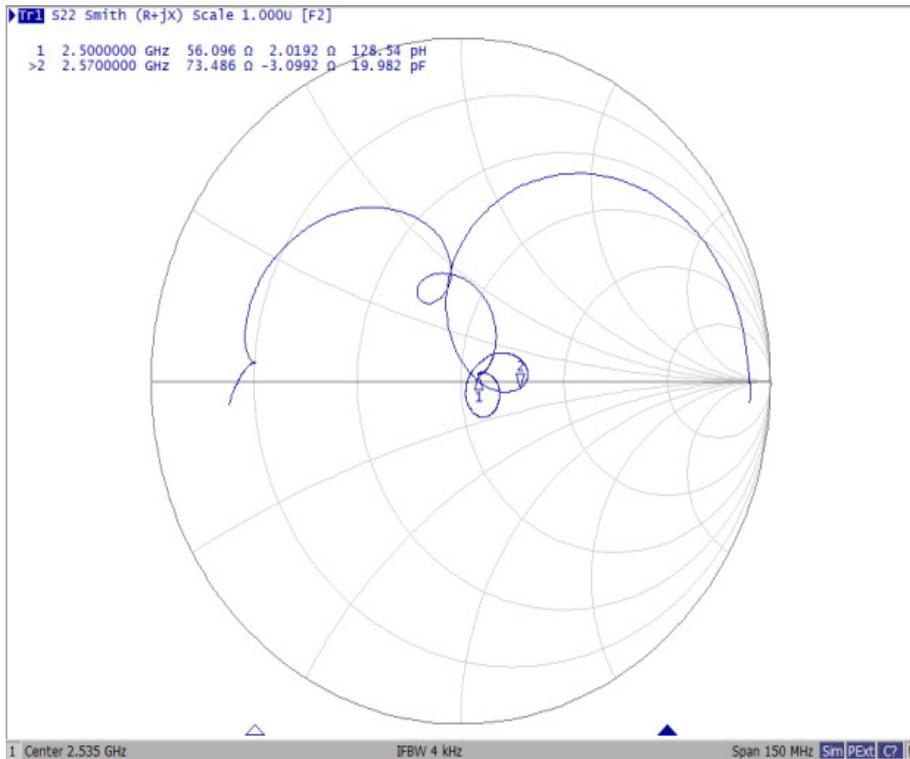 Tr1 S22 Smith (R+jX) Scale 1.000U [F2]
1 2.5000000 GHz 56.096 Ω 2.0192 Ω 128.54 pH
>2 2.5700000 GHz 73.486 Ω -3.0992 Ω 19.982 pF
1
1 Center 2.535 GHz IFBW 4 kHz Span 150 MHz Sim PExt C?